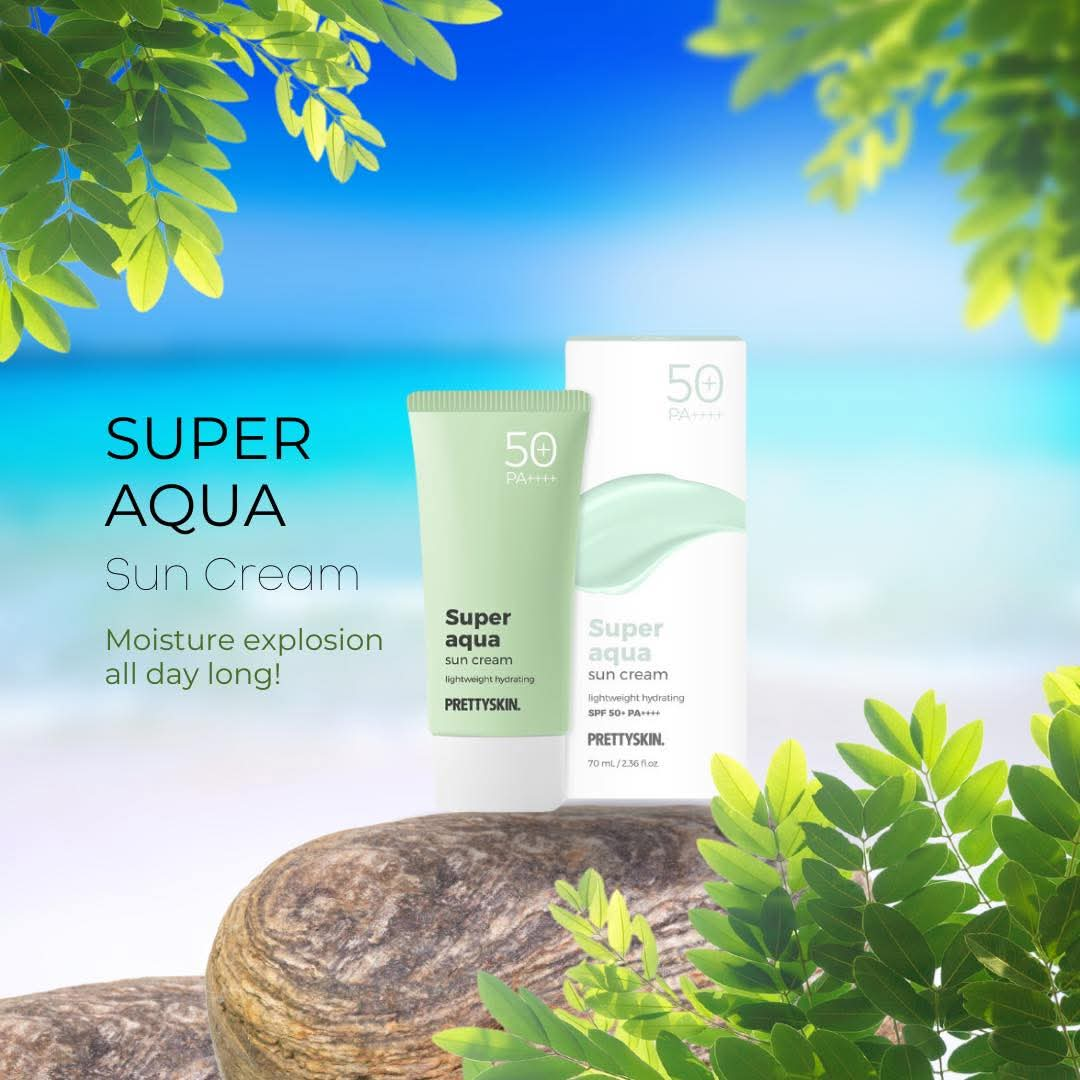 SUPER
AQUA
Sun Cream
Moisture explosion
all day long!
50+
PA++++
Super
aqua
sun cream
lightweight hydrating
PRETTYSKIN.
50+
PA++++
Super
aqua
sun cream
lightweight hydrating
SPF 50+ PA++++
PRETTYSKIN.
70 mL / 2.36 fl.oz.